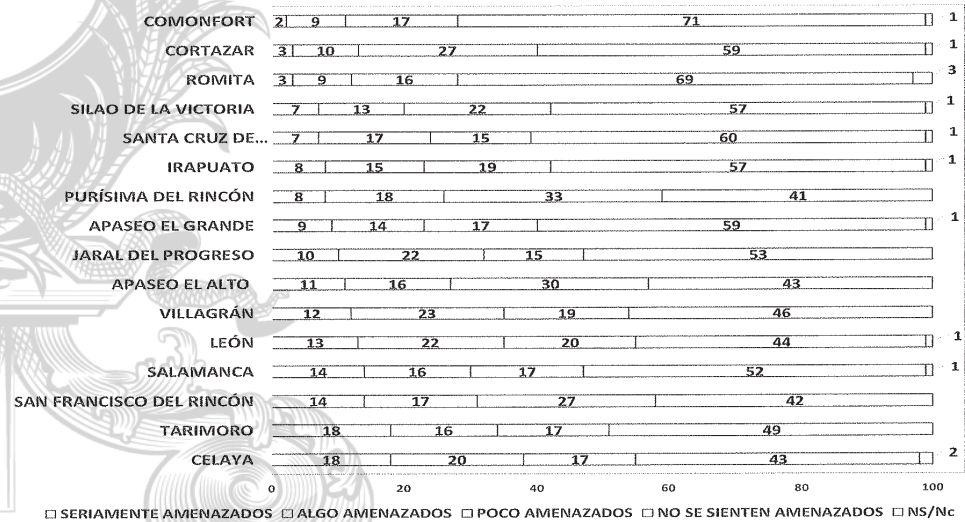 COMONFORT 2 9 17 71 1
CORTAZAR 3 10 27 59 1
ROMITA 3 9 16 69 3
SILAO DE LA VICTORIA 7 13 22 57 1
SANTA CRUZ DE... 7 17 15 60 1
IRAPUATO 8 15 19 57 1
PURÍSIMA DEL RINCÓN 8 18 33 41
APASEO EL GRANDE 9 14 17 59 1
JARAL DEL PROGRESO 10 22 15 53
APASEO EL ALTO 11 16 30 43
VILLAGRÁN 12 23 19 46
LEÓN 13 22 20 44 1
SALAMANCA 14 16 17 52 1
SAN FRANCISCO DEL RINCÓN 14 17 27 42
TARIMORO 18 16 17 49
CELAYA 18 20 17 43 2
0 20 40 60 80 100
SERIAMENTE AMENAZADOS ALGO AMENAZADOS POCO AMENAZADOS NO SE SIENTEN AMENAZADOS NS/Nc